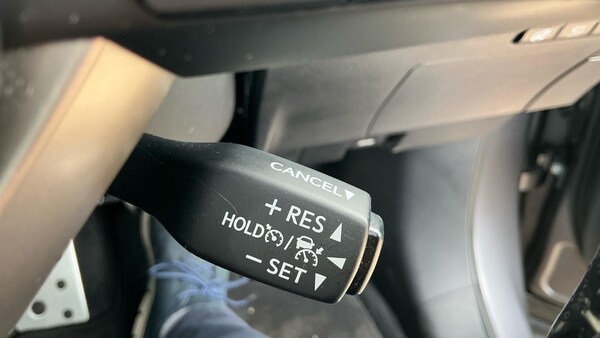 CANCEL▼
+ RES ▲
HOLD /
− SET ▼